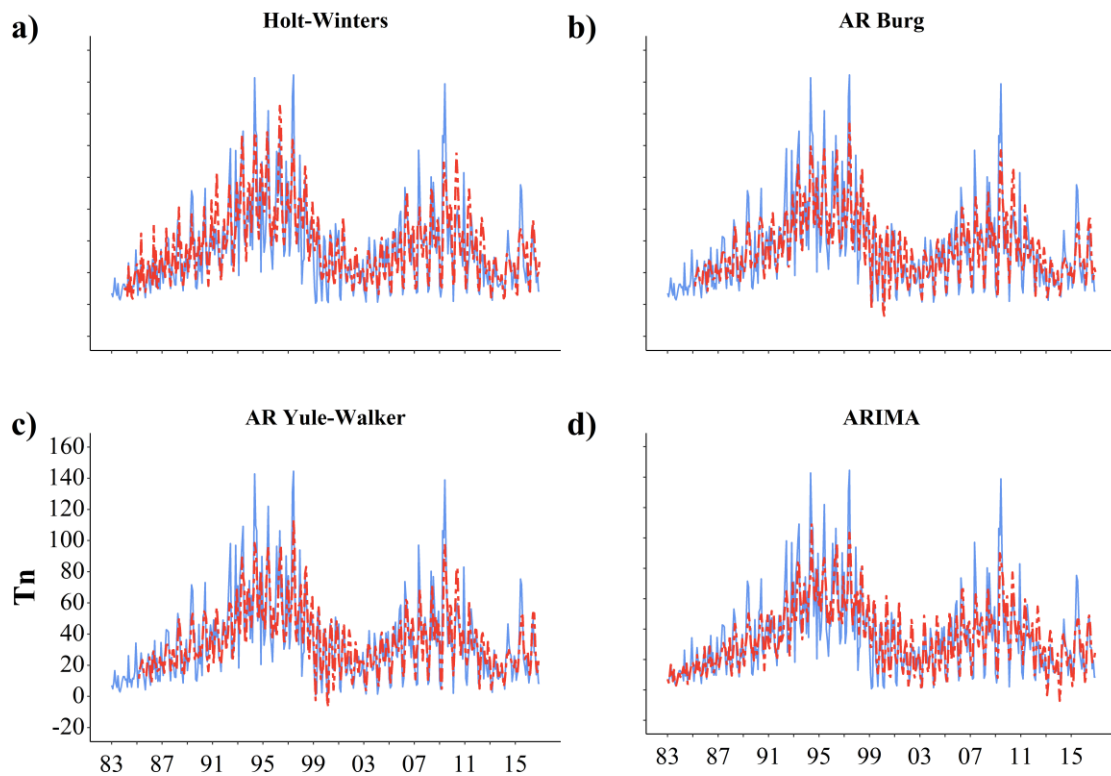 a)
Holt-Winters
b)
AR Burg
c)
AR Yule-Walker
d)
ARIMA
Tn
160
140
120
100
80
60
40
20
0
-20
83 87 91 95 99 03 07 11 15
83 87 91 95 99 03 07 11 15